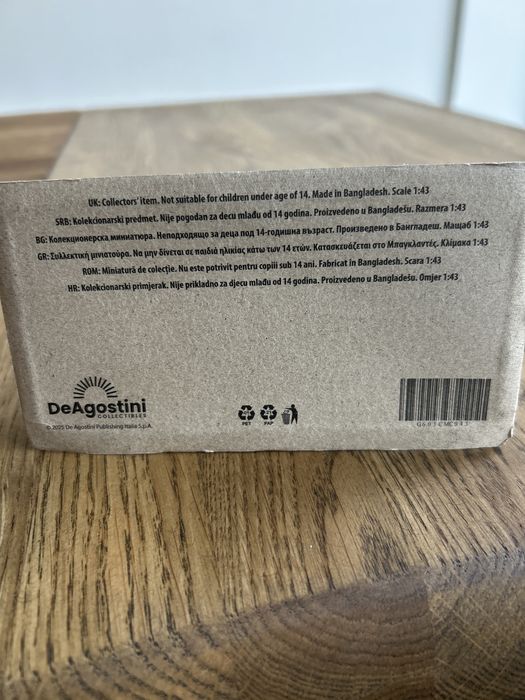 UK: Collectors' item. Not suitable for children under age of 14. Made in Bangladesh. Scale 1:43
SRB: Kolekcionarski predmet. Nije pogodan za decu mlađu od 14 godina. Proizvedeno u Bangladešu. Razmera 1:43
BG: Колекционерска миниатюра. Неподходящо за деца под 14-годишна възраст. Произведено в Бангладеш. Мащаб 1:43
GR: Συλλεκτική μινιατούρα. Να μην δίνεται σε παιδιά ηλικίας κάτω των 14 ετών. Κατασκευάζεται στο Μπαγκλαντές. Κλίμακα 1:43
ROM: Miniatură de colecție. Nu este potrivit pentru copiii sub 14 ani. Fabricat in Bangladesh. Scara 1:43
HR: Kolekcionarski primjerak. Nije prikladno za djecu mlađu od 14 godina. Proizvedeno u Bangladešu. Omjer 1:43
DeAgostini
COLLECTIBLES
© 2025 De Agostini Publishing Italia S.p.A.
PET
PAP